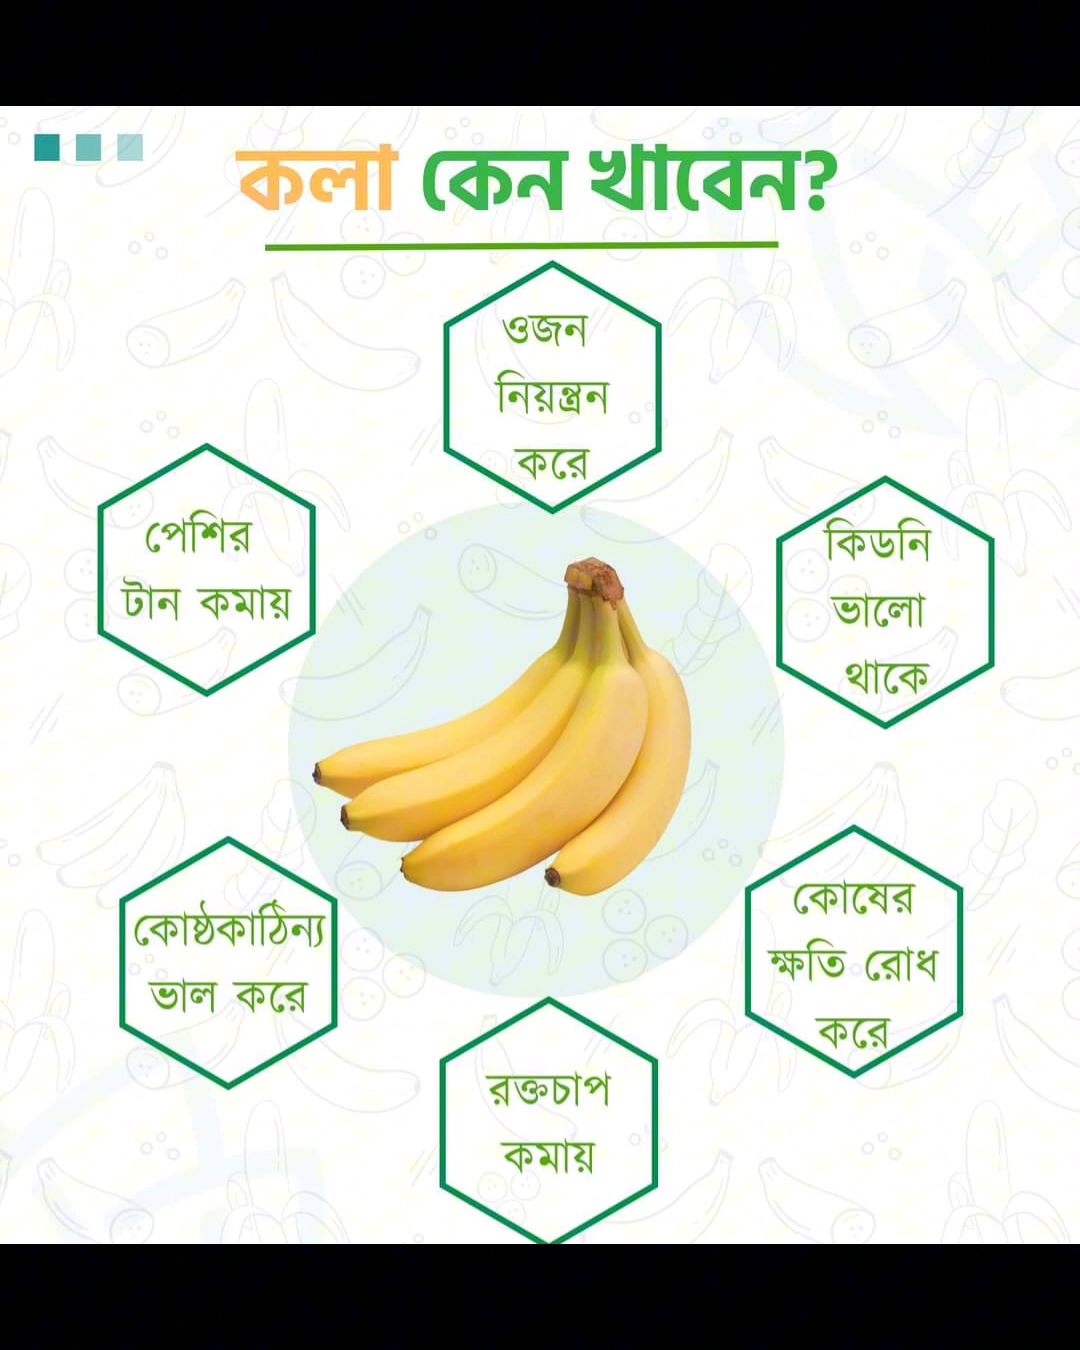 কলা কেন খাবেন?
ওজন
নিয়ন্ত্রন
করে
পেশির
টান কমায়
কিডনি
ভালো
থাকে
কোষ্ঠকাঠিন্য
ভাল করে
কোষের
ক্ষতি রোধ
করে
রক্তচাপ
কমায়